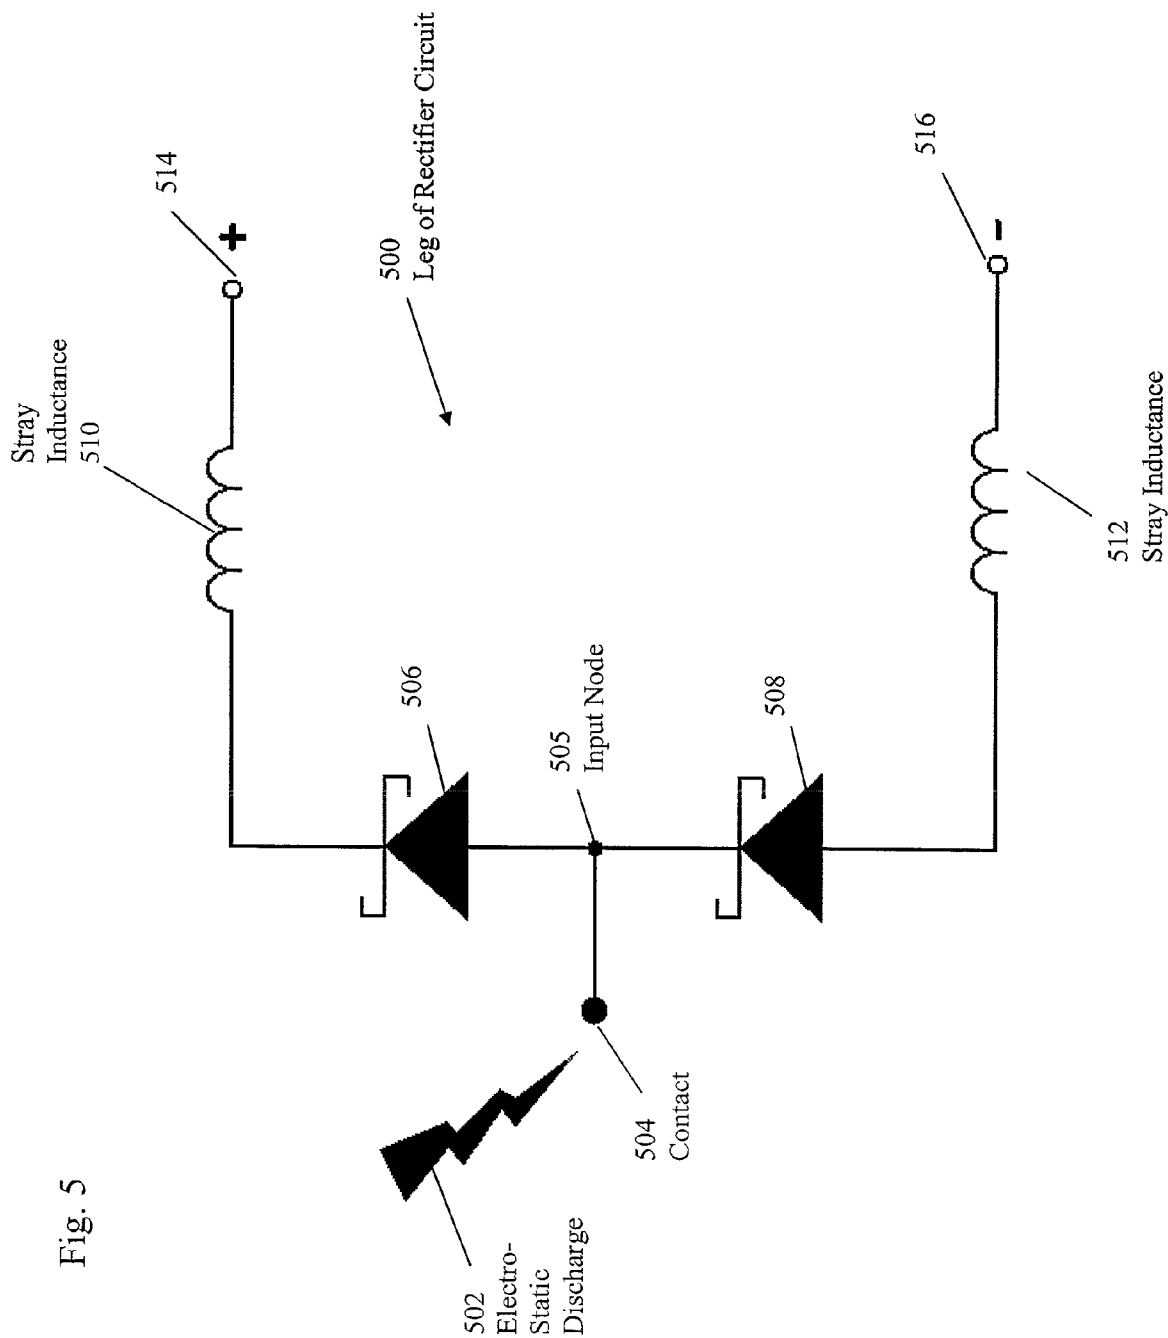 Fig. 5
502
Electro-
Static
Discharge
504
Contact
505
Input Node
506
508
Stray
Inductance
510
512
Stray Inductance
514
+
516
-
500
Leg of Rectifier Circuit